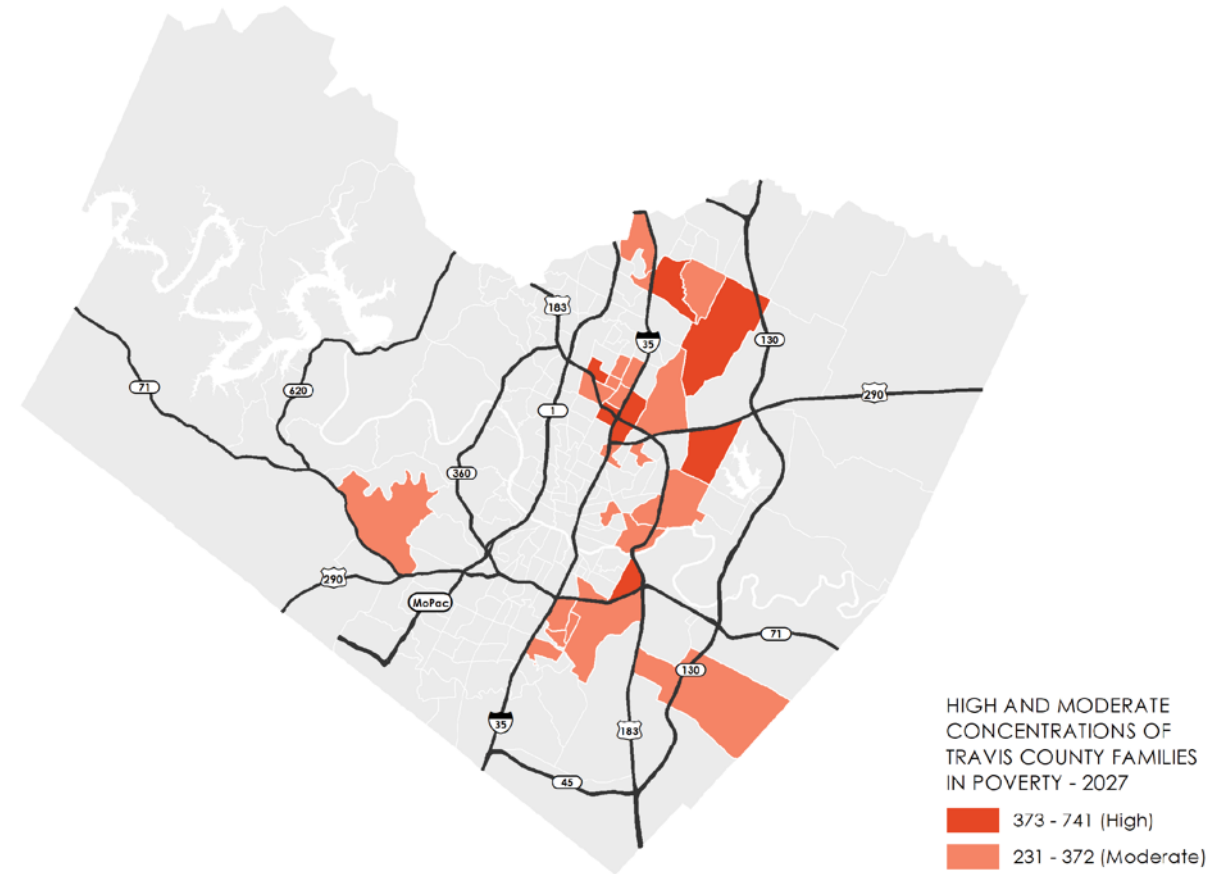 183
35
130
71
620
1
290
360
290
MoPac
71
130
35
183
45
HIGH AND MODERATE
CONCENTRATIONS OF
TRAVIS COUNTY FAMILIES
IN POVERTY - 2027
373 - 741 (High)
231 - 372 (Moderate)